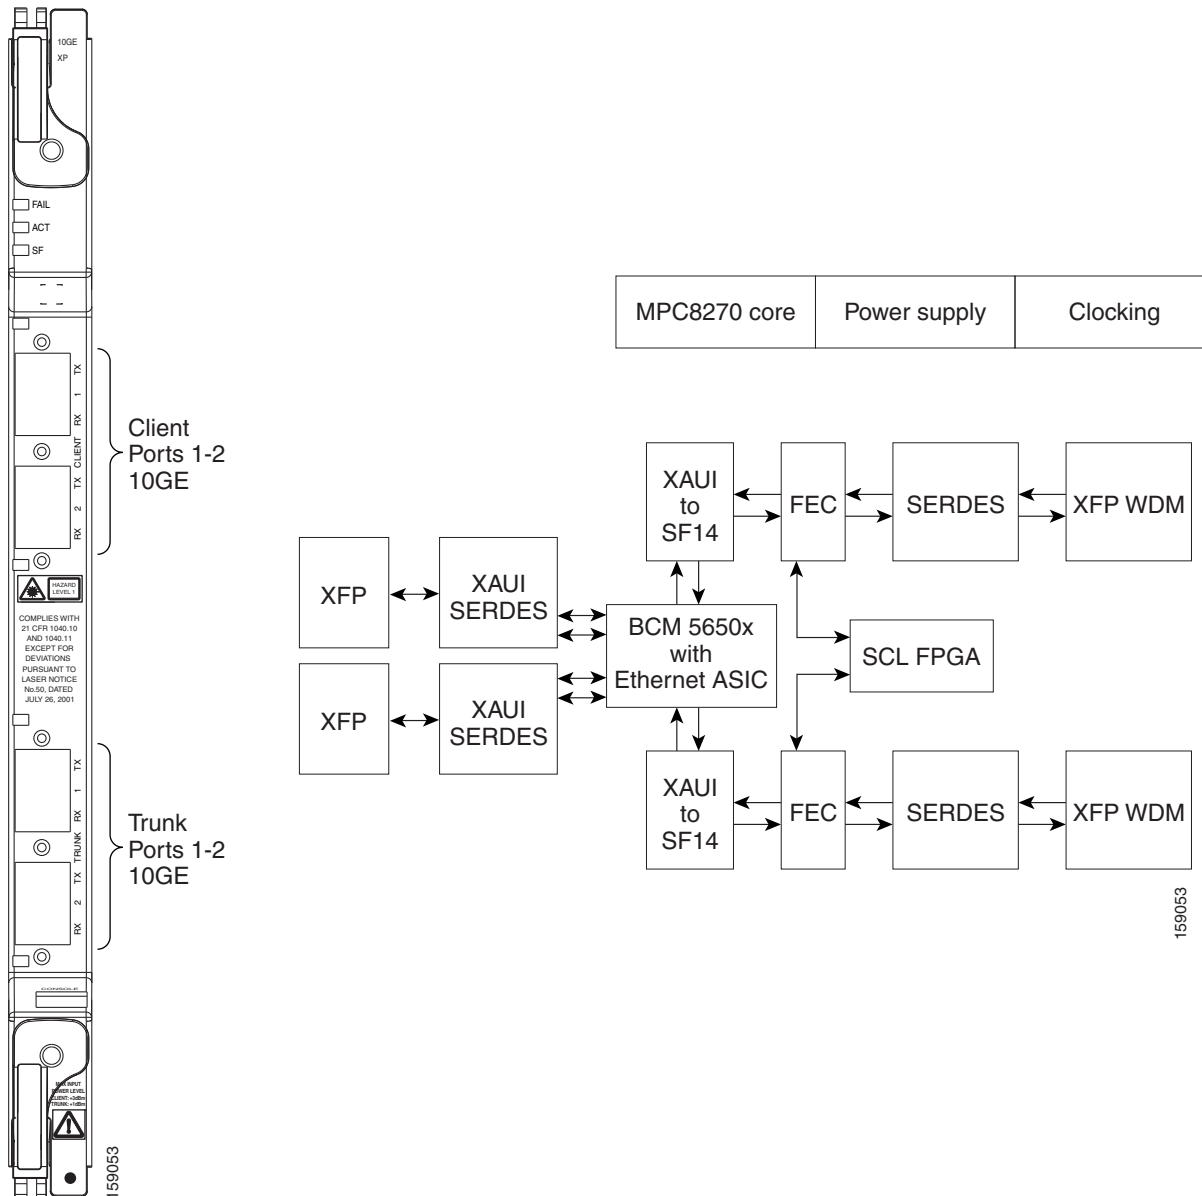 10GE
XP
FAIL
ACT
SF
TX
1
RX
CLIENT
TX
2
RX
Client
Ports 1-2
10GE
HAZARD
LEVEL 1
COMPLIES WITH
21 CFR 1040.10
AND 1040.11
EXCEPT FOR
DEVIATIONS
PURSUANT TO
LASER NOTICE
No.50, DATED
JULY 26, 2001
TX
1
RX
TRUNK
TX
2
RX
Trunk
Ports 1-2
10GE
CONSOLE
MAX INPUT
POWER LEVEL
CLIENT: +3dBm
TRUNK: +1dBm
159053
MPC8270 core
Power supply
Clocking
XAUI
to
SF14
FEC
SERDES
XFP WDM
XFP
XAUI
SERDES
BCM 5650x
with
Ethernet ASIC
SCL FPGA
XFP
XAUI
SERDES
XAUI
to
SF14
FEC
SERDES
XFP WDM
159053